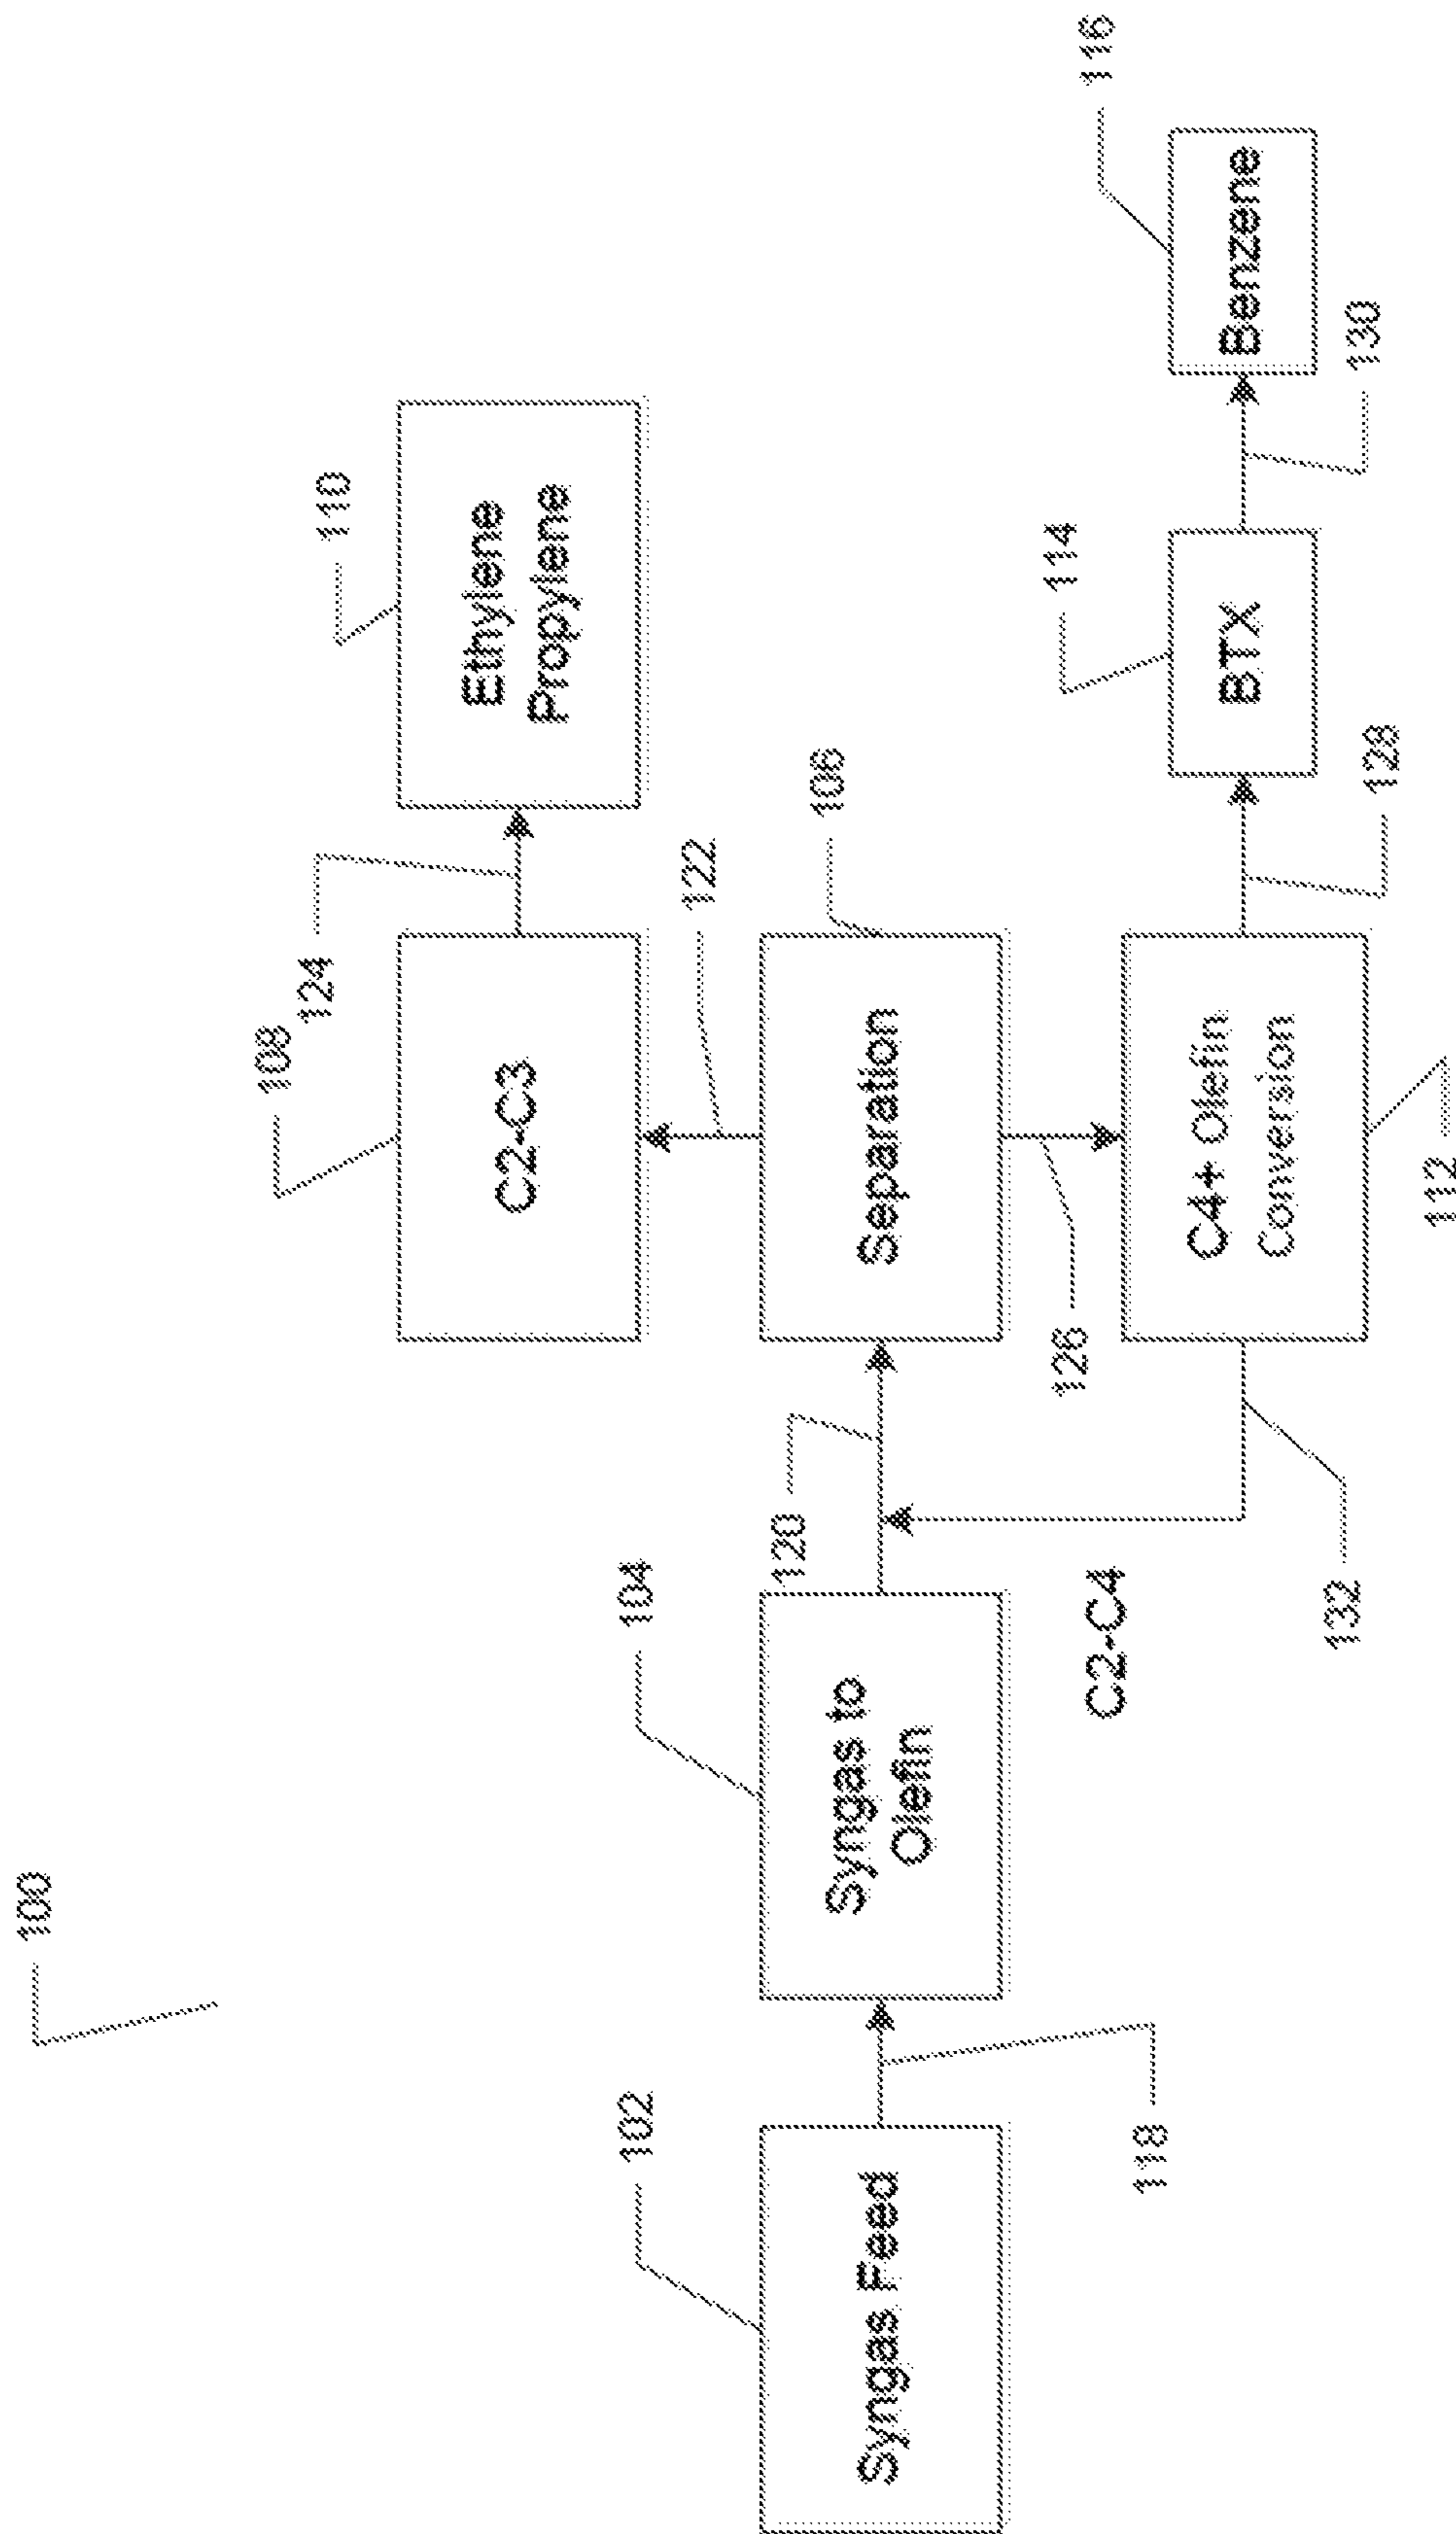 100
108
124
110
C2-C3
Ethylene
Propylene
122
102
104
120
106
Syngas Feed
Syngas to
Olefin
Separation
118
C2-C4
126
114
116
C4+ Olefin
Conversion
BTX
Benzene
132
112
128
130